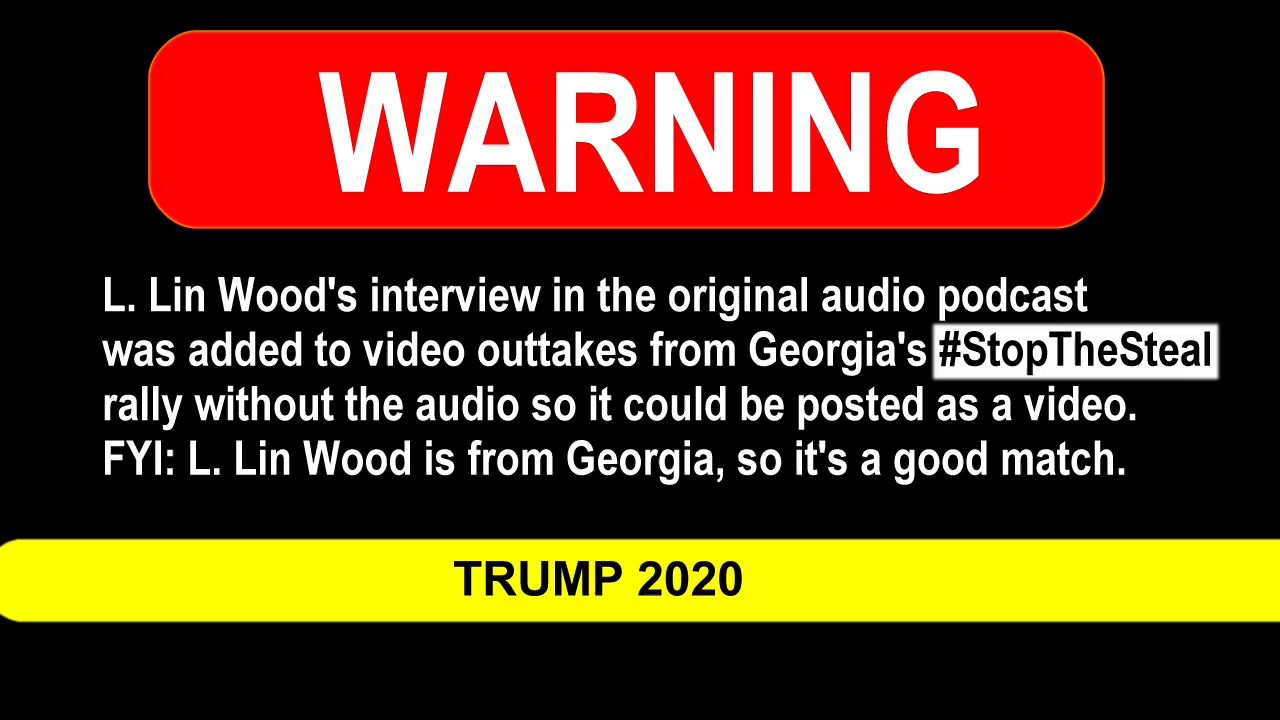 WARNING
L. Lin Wood's interview in the original audio podcast
was added to video outtakes from Georgia's #StopTheSteal
rally without the audio so it could be posted as a video.
FYI: L. Lin Wood is from Georgia, so it's a good match.
TRUMP 2020